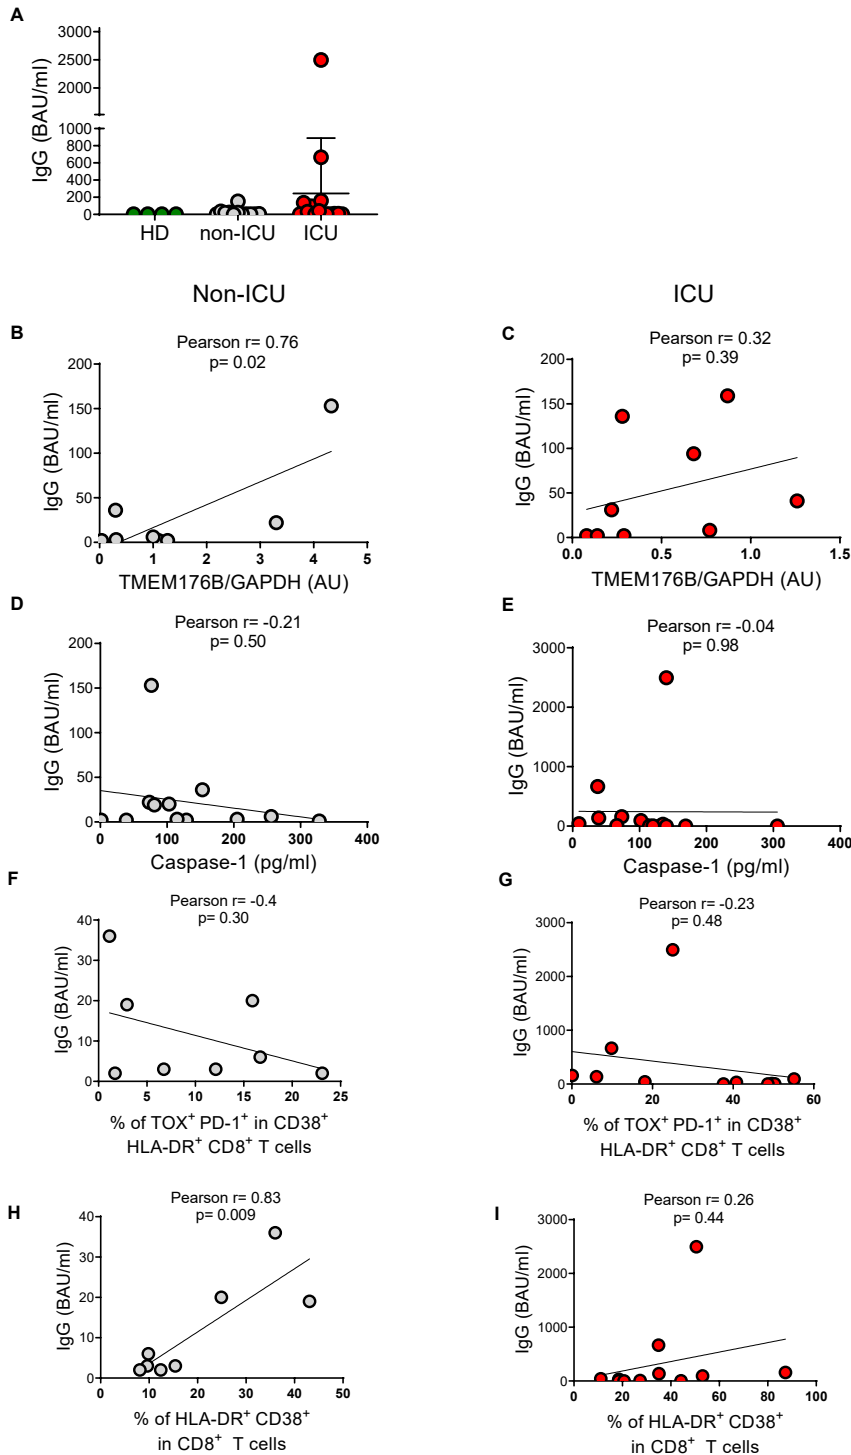 A
IgG (BAU/ml)
3000
2500
2000
1000
800
600
400
200
0
HD non-ICU ICU
Non-ICU ICU
B
Pearson r= 0.76
p= 0.02
IgG (BAU/ml)
200
150
100
50
0
0 1 2 3 4 5
TMEM176B/GAPDH (AU)
C
Pearson r= 0.32
p= 0.39
IgG (BAU/ml)
200
150
100
50
0
0.0 0.5 1.0 1.5
TMEM176B/GAPDH (AU)
D
Pearson r= -0.21
p= 0.50
IgG (BAU/ml)
200
150
100
50
0
0 100 200 300 400
Caspase-1 (pg/ml)
E
Pearson r= -0.04
p= 0.98
IgG (BAU/ml)
3000
2000
1000
0
0 100 200 300 400
Caspase-1 (pg/ml)
F
Pearson r= -0.4
p= 0.30
IgG (BAU/ml)
40
30
20
10
0
0 5 10 15 20 25
% of TOX⁺ PD-1⁺ in CD38⁺
HLA-DR⁺ CD8⁺ T cells
G
Pearson r= -0.23
p= 0.48
IgG (BAU/ml)
3000
2000
1000
0
0 20 40 60
% of TOX⁺ PD-1⁺ in CD38⁺
HLA-DR⁺ CD8⁺ T cells
H
Pearson r= 0.83
p= 0.009
IgG (BAU/ml)
40
30
20
10
0
0 10 20 30 40 50
% of HLA-DR⁺ CD38⁺
in CD8⁺ T cells
I
Pearson r= 0.26
p= 0.44
IgG (BAU/ml)
3000
2000
1000
0
0 20 40 60 80 100
% of HLA-DR⁺ CD38⁺
in CD8⁺ T cells